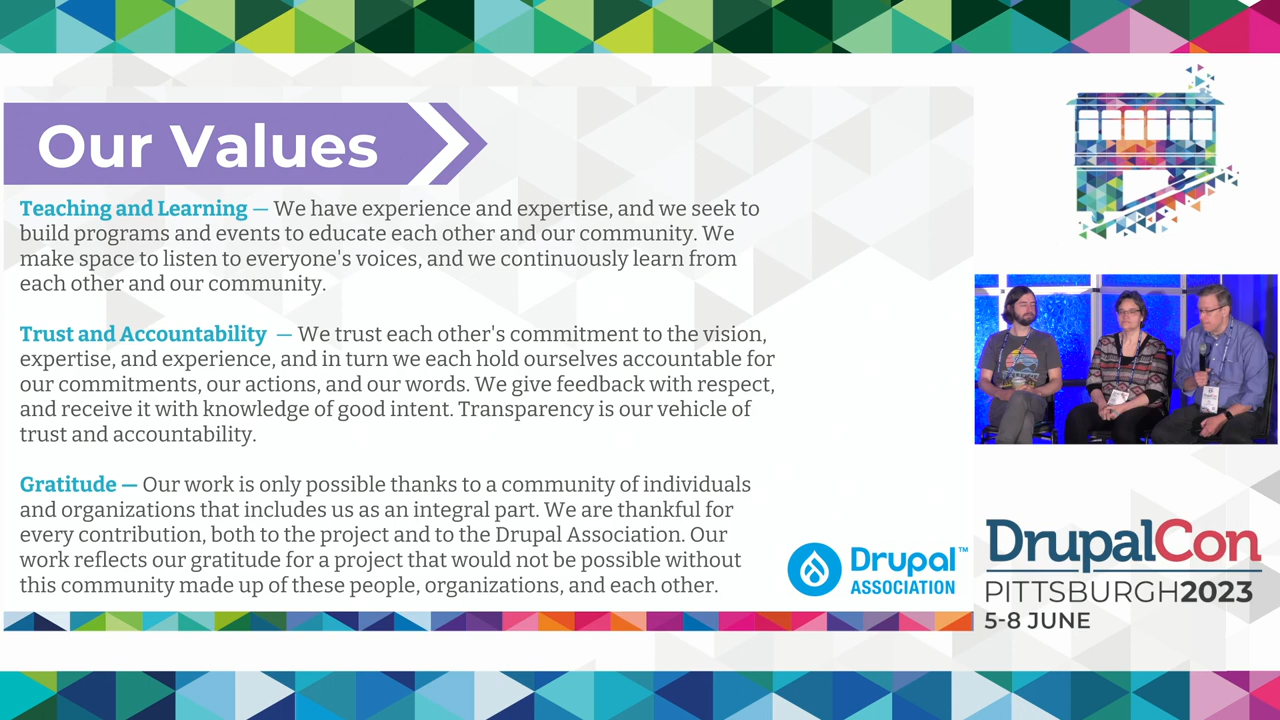 Our Values
Teaching and Learning — We have experience and expertise, and we seek to
build programs and events to educate each other and our community. We
make space to listen to everyone's voices, and we continuously learn from
each other and our community.
Trust and Accountability — We trust each other's commitment to the vision,
expertise, and experience, and in turn we each hold ourselves accountable for
our commitments, our actions, and our words. We give feedback with respect,
and receive it with knowledge of good intent. Transparency is our vehicle of
trust and accountability.
Gratitude — Our work is only possible thanks to a community of individuals
and organizations that includes us as an integral part. We are thankful for
every contribution, both to the project and to the Drupal Association. Our
work reflects our gratitude for a project that would not be possible without
this community made up of these people, organizations, and each other.
Drupal™
ASSOCIATION
DrupalCon
PITTSBURGH2023
5-8 JUNE